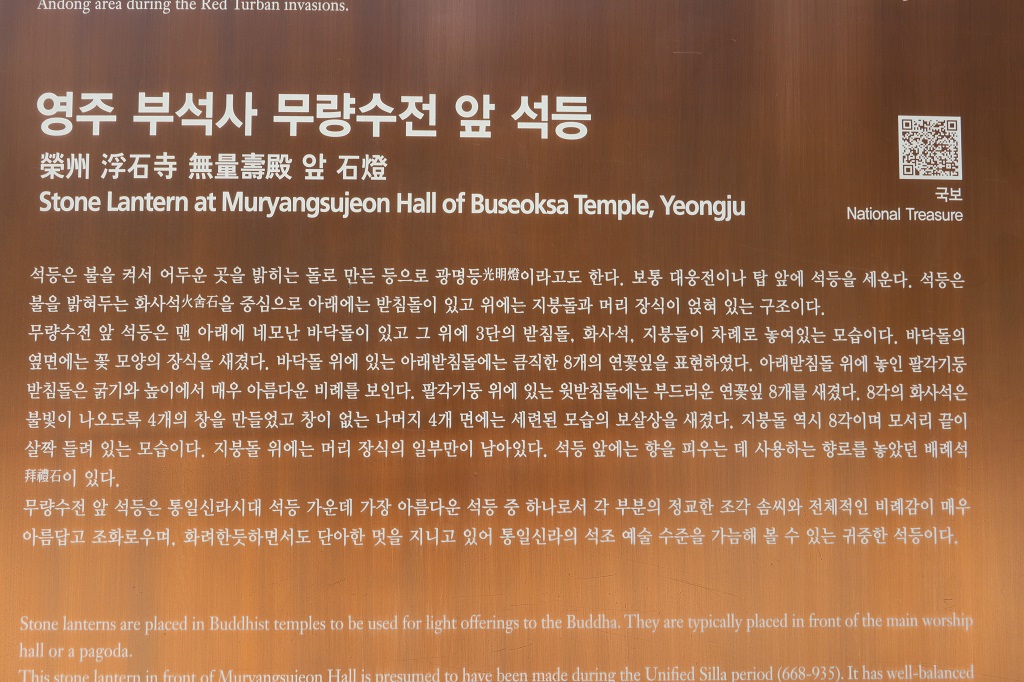 Andong area during the Red Turban invasions.
영주 부석사 무량수전 앞 석등
榮州 浮石寺 無量壽殿 앞 石燈
Stone Lantern at Muryangsujeon Hall of Buseoksa Temple, Yeongju
국보
National Treasure
석등은 불을 켜서 어두운 곳을 밝히는 돌로 만든 등으로 광명등光明燈이라고도 한다. 보통 대웅전이나 탑 앞에 석등을 세운다. 석등은
불을 밝혀두는 화사석火舍石을 중심으로 아래에는 받침돌이 있고 위에는 지붕돌과 머리 장식이 얹혀 있는 구조이다.
무량수전 앞 석등은 맨 아래에 네모난 바닥돌이 있고 그 위에 3단의 받침돌, 화사석, 지붕돌이 차례로 놓여있는 모습이다. 바닥돌의
옆면에는 꽃 모양의 장식을 새겼다. 바닥돌 위에 있는 아래받침돌에는 큼직한 8개의 연꽃잎을 표현하였다. 아래받침돌 위에 놓인 팔각기둥
받침돌은 굵기와 높이에서 매우 아름다운 비례를 보인다. 팔각기둥 위에 있는 윗받침돌에는 부드러운 연꽃잎 8개를 새겼다. 8각의 화사석은
불빛이 나오도록 4개의 창을 만들었고 창이 없는 나머지 4개 면에는 세련된 모습의 보살상을 새겼다. 지붕돌 역시 8각이며 모서리 끝이
살짝 들려 있는 모습이다. 지붕돌 위에는 머리 장식의 일부만이 남아있다. 석등 앞에는 향을 피우는 데 사용하는 향로를 놓았던 배례석
拜禮石이 있다.
무량수전 앞 석등은 통일신라시대 석등 가운데 가장 아름다운 석등 중 하나로서 각 부분의 정교한 조각 솜씨와 전체적인 비례감이 매우
아름답고 조화로우며, 화려한듯하면서도 단아한 멋을 지니고 있어 통일신라의 석조 예술 수준을 가늠해 볼 수 있는 귀중한 석등이다.
Stone lanterns are placed in Buddhist temples to be used for light offerings to the Buddha. They are typically placed in front of the main worship
hall or a pagoda.
This stone lantern in front of Muryangsujeon Hall is presumed to have been made during the Unified Silla period (668-935). It has well-balanced